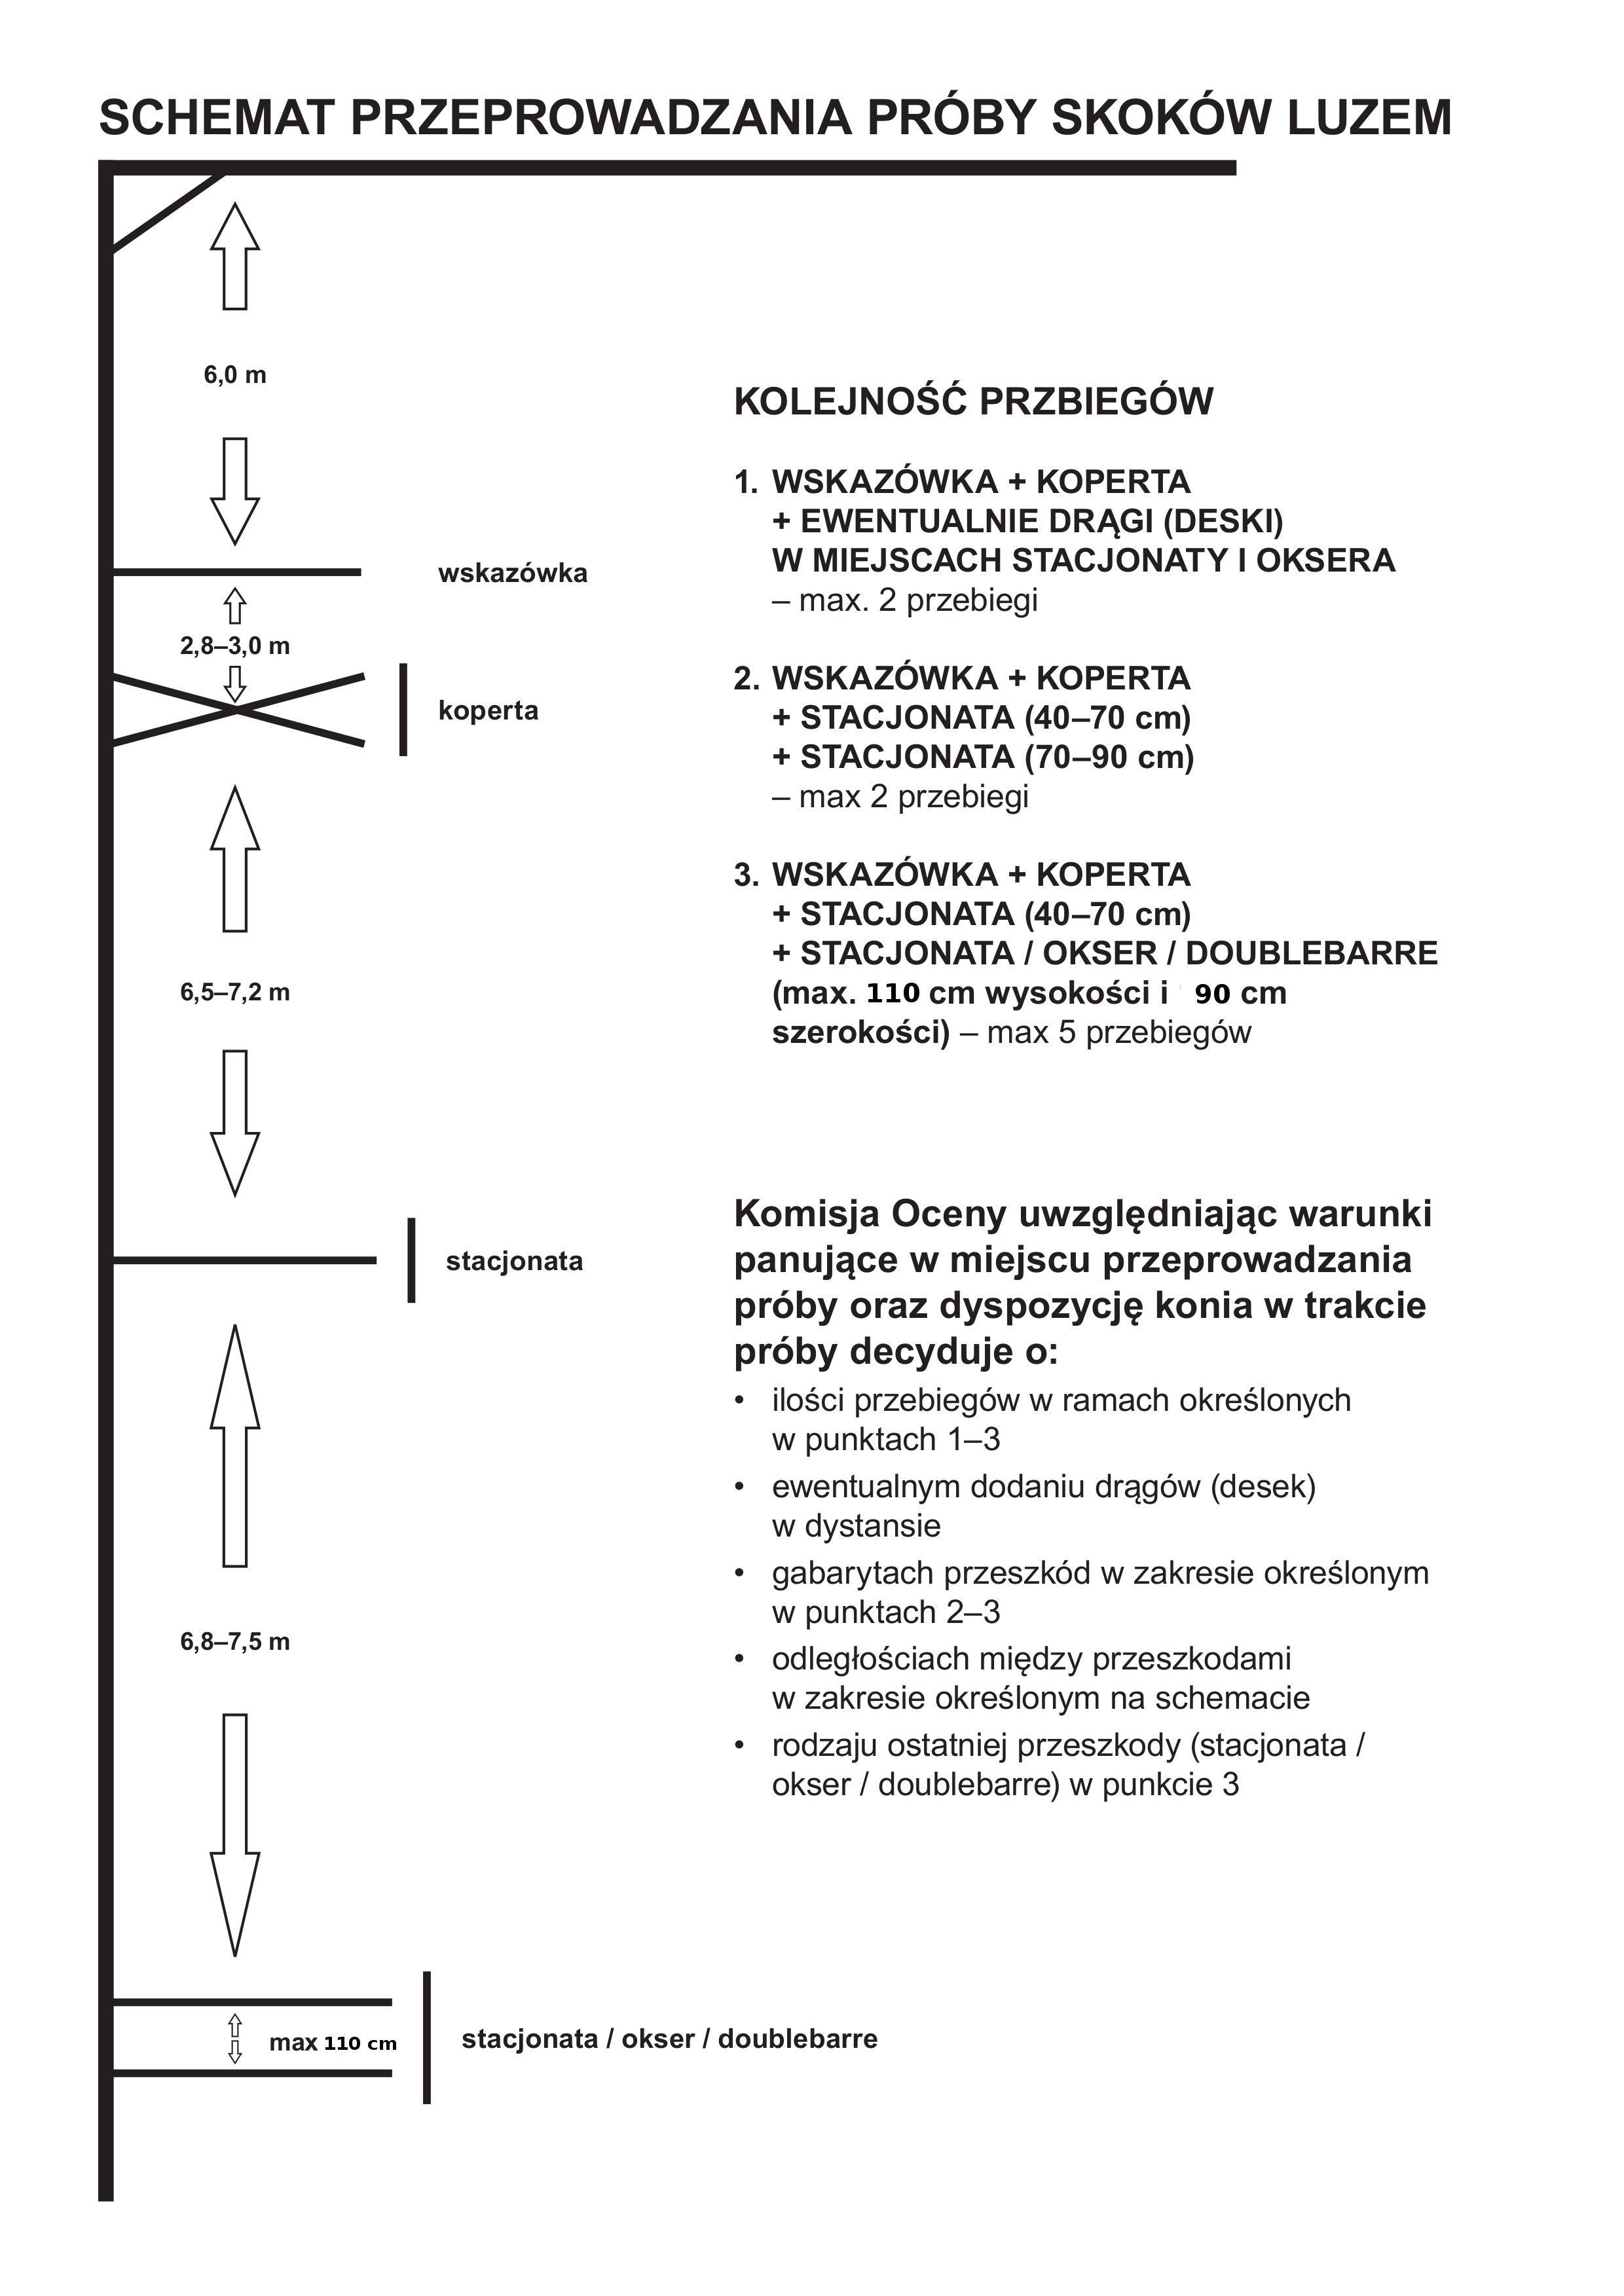 SCHEMAT PRZEPROWADZANIA PRÓBY SKOKÓW LUZEM
6,0 m
wskazówka
2,8–3,0 m
koperta
6,5–7,2 m
stacjonata
6,8–7,5 m
max 110 cm
stacjonata / okser / doublebarre
KOLEJNOŚĆ PRZBIEGÓW
1. WSKAZÓWKA + KOPERTA
+ EWENTUALNIE DRĄGI (DESKI)
W MIEJSCACH STACJONATY I OKSERA
– max. 2 przebiegi
2. WSKAZÓWKA + KOPERTA
+ STACJONATA (40–70 cm)
+ STACJONATA (70–90 cm)
– max 2 przebiegi
3. WSKAZÓWKA + KOPERTA
+ STACJONATA (40–70 cm)
+ STACJONATA / OKSER / DOUBLEBARRE
(max. 110 cm wysokości i 90 cm
szerokości) – max 5 przebiegów
Komisja Oceny uwzględniając warunki
panujące w miejscu przeprowadzania
próby oraz dyspozycję konia w trakcie
próby decyduje o:
• ilości przebiegów w ramach określonych
w punktach 1–3
• ewentualnym dodaniu drągów (desek)
w dystansie
• gabarytach przeszkód w zakresie określonym
w punktach 2–3
• odległościach między przeszkodami
w zakresie określonym na schemacie
• rodzaju ostatniej przeszkody (stacjonata /
okser / doublebarre) w punkcie 3